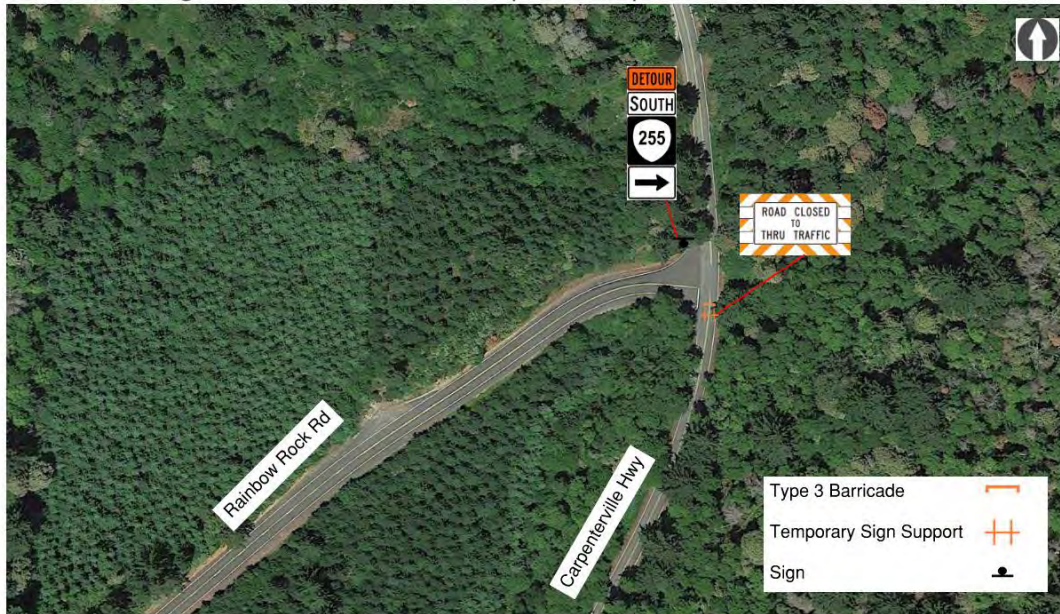 DETOUR
SOUTH
255
ROAD CLOSED
TO
THRU TRAFFIC
Rainbow Rock Rd
Carpenterville Hwy
Type 3 Barricade
Temporary Sign Support
Sign